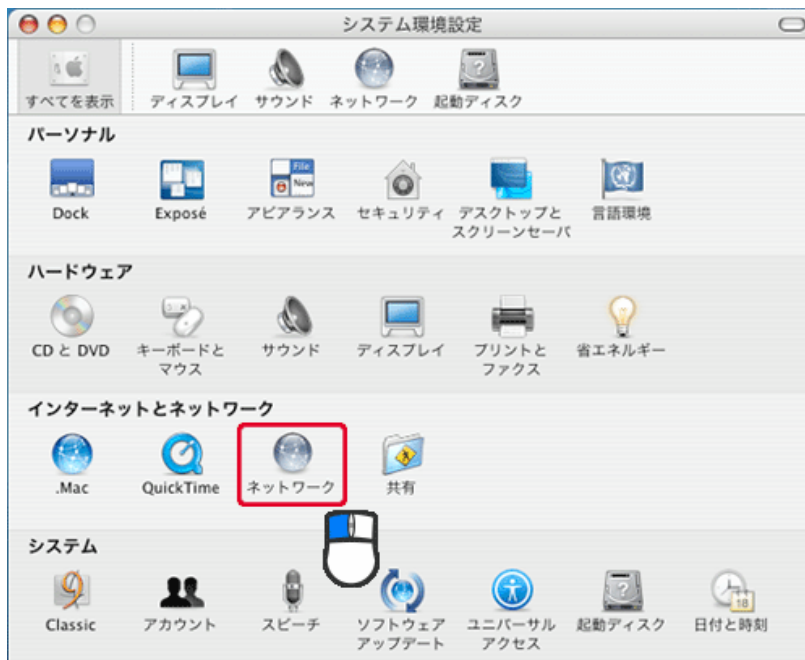 システム環境設定
すべてを表示 ディスプレイ サウンド ネットワーク 起動ディスク
パーソナル
Dock Exposé アピアランス セキュリティ デスクトップと 言語環境
スクリーンセーバ
File
New
ハードウェア
CD と DVD キーボードと サウンド ディスプレイ プリントと 省エネルギー
マウス ファクス
インターネットとネットワーク
.Mac QuickTime ネットワーク 共有
システム
Classic アカウント スピーチ ソフトウェア ユニバーサル 起動ディスク 日付と時刻
アップデート アクセス
18